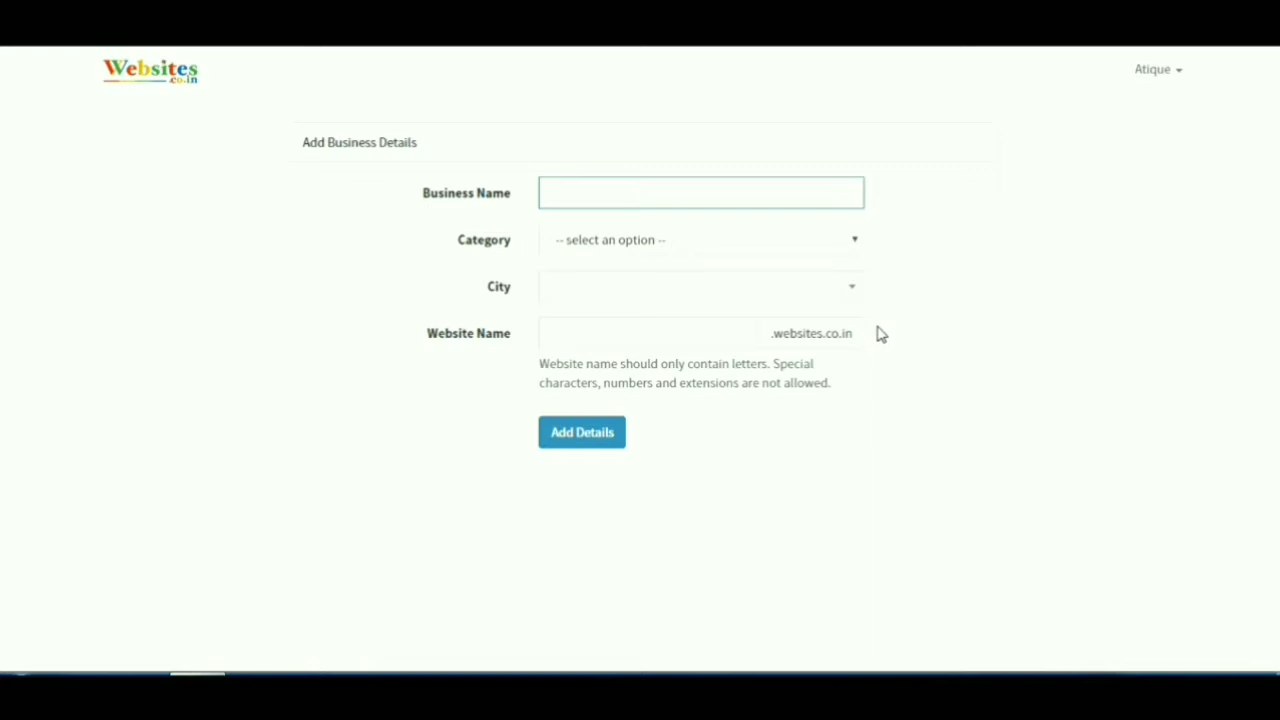 Websites
.co.in
Atique
Add Business Details
Business Name
Category
-- select an option --
City
Website Name
.websites.co.in
Website name should only contain letters. Special
characters, numbers and extensions are not allowed.
Add Details